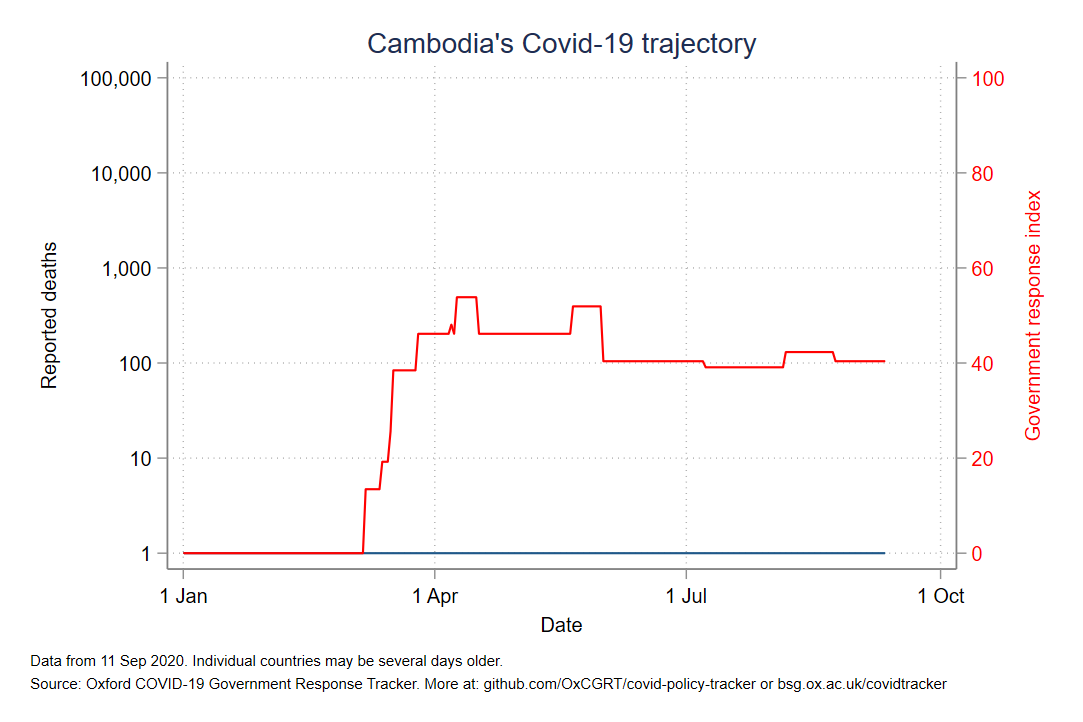 Cambodia's Covid-19 trajectory
100,000
10,000
1,000
100
10
1
Reported deaths
100
80
60
40
20
0
Government response index
1 Jan
1 Apr
1 Jul
1 Oct
Date
Data from 11 Sep 2020. Individual countries may be several days older.
Source: Oxford COVID-19 Government Response Tracker. More at: github.com/OxCGRT/covid-policy-tracker or bsg.ox.ac.uk/covidtracker